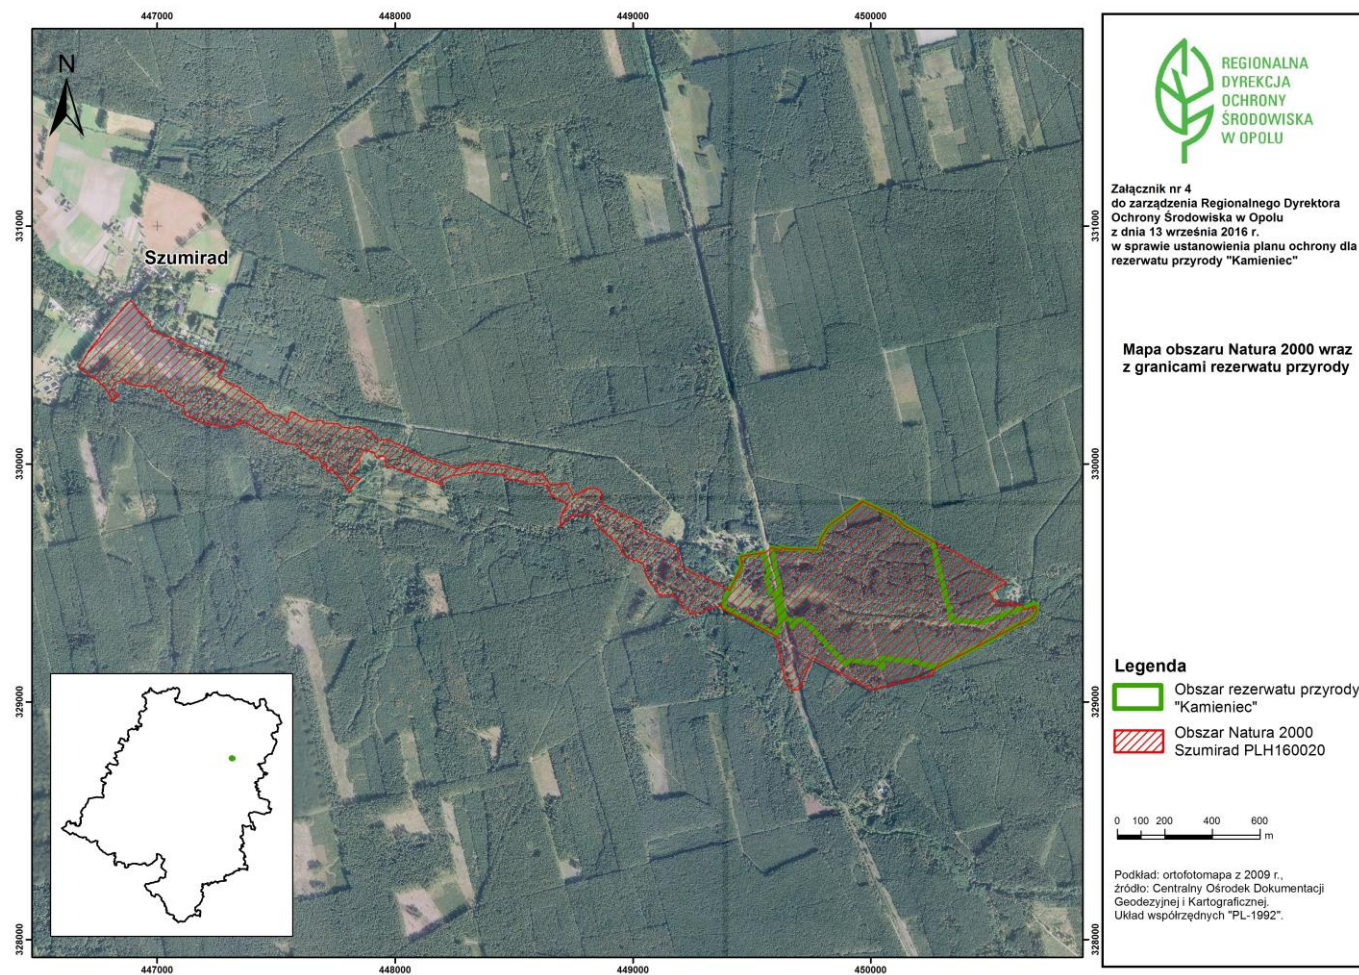 447000
448000
449000
450000
N
331000
331000
Szumirad
330000
330000
329000
329000
328000
328000
447000
448000
449000
450000
REGIONALNA
DYREKCJA
OCHRONY
ŚRODOWISKA
W OPOLU
Załącznik nr 4
do zarządzenia Regionalnego Dyrektora
Ochrony Środowiska w Opolu
z dnia 13 września 2016 r.
w sprawie ustanowienia planu ochrony dla
rezerwatu przyrody "Kamieniec"
Mapa obszaru Natura 2000 wraz
z granicami rezerwatu przyrody
Legenda
Obszar rezerwatu przyrody
"Kamieniec"
Obszar Natura 2000
Szumirad PLH160020
0 100 200 400 600
m
Podkład: ortofotomapa z 2009 r.,
źródło: Centralny Ośrodek Dokumentacji
Geodezyjnej i Kartograficznej.
Układ współrzędnych "PL-1992".